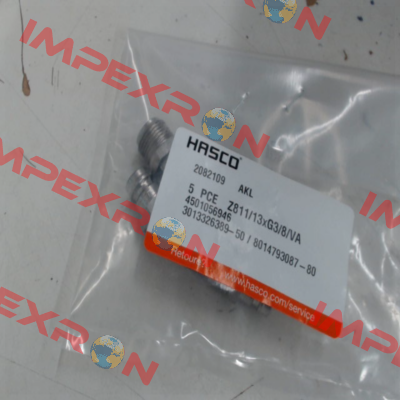 IMPEXRON
HASCO
2082109 AKL
5 PCE Z811/13xG3/8/VA
4501056946
3013326389-50 / 8014793087-80
Retoure? www.hasco.com/service
IMPEXRON
IMPEXRON
IMPEXRON
IMPEXRON